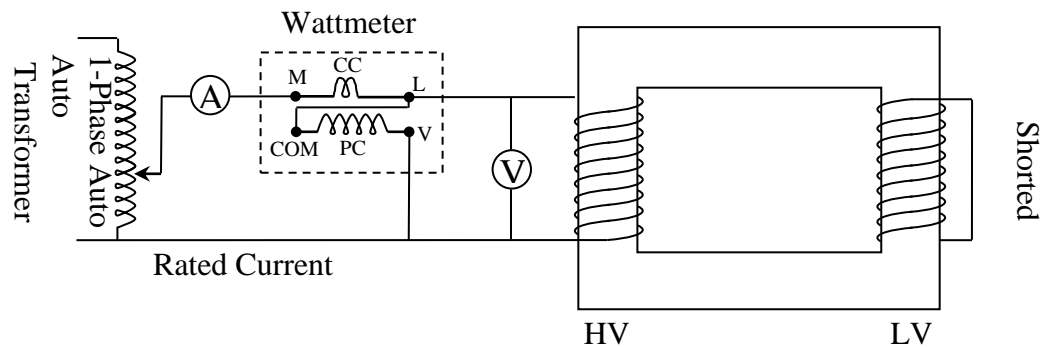 Wattmeter
1-Phase Auto
Auto
Transformer
A
M
CC
L
COM
PC
V
V
Shorted
Rated Current
HV
LV